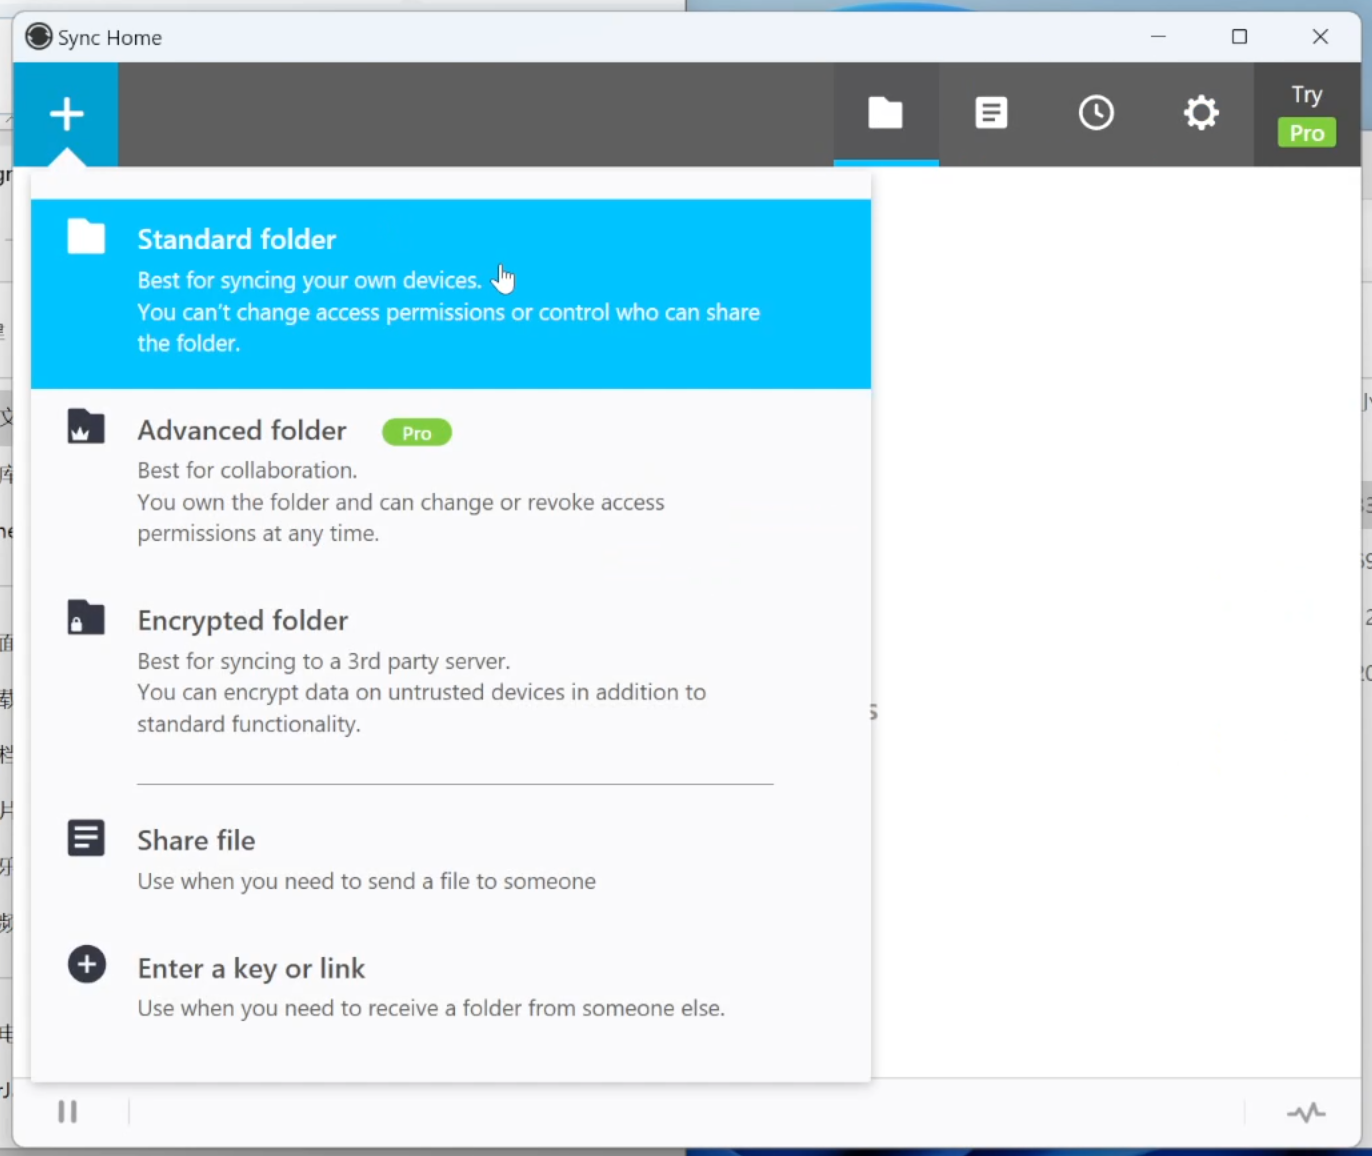 Sync Home
Try
Pro
Standard folder
Best for syncing your own devices.
You can't change access permissions or control who can share
the folder.
Advanced folder Pro
Best for collaboration.
You own the folder and can change or revoke access
permissions at any time.
Encrypted folder
Best for syncing to a 3rd party server.
You can encrypt data on untrusted devices in addition to
standard functionality.
Share file
Use when you need to send a file to someone
Enter a key or link
Use when you need to receive a folder from someone else.